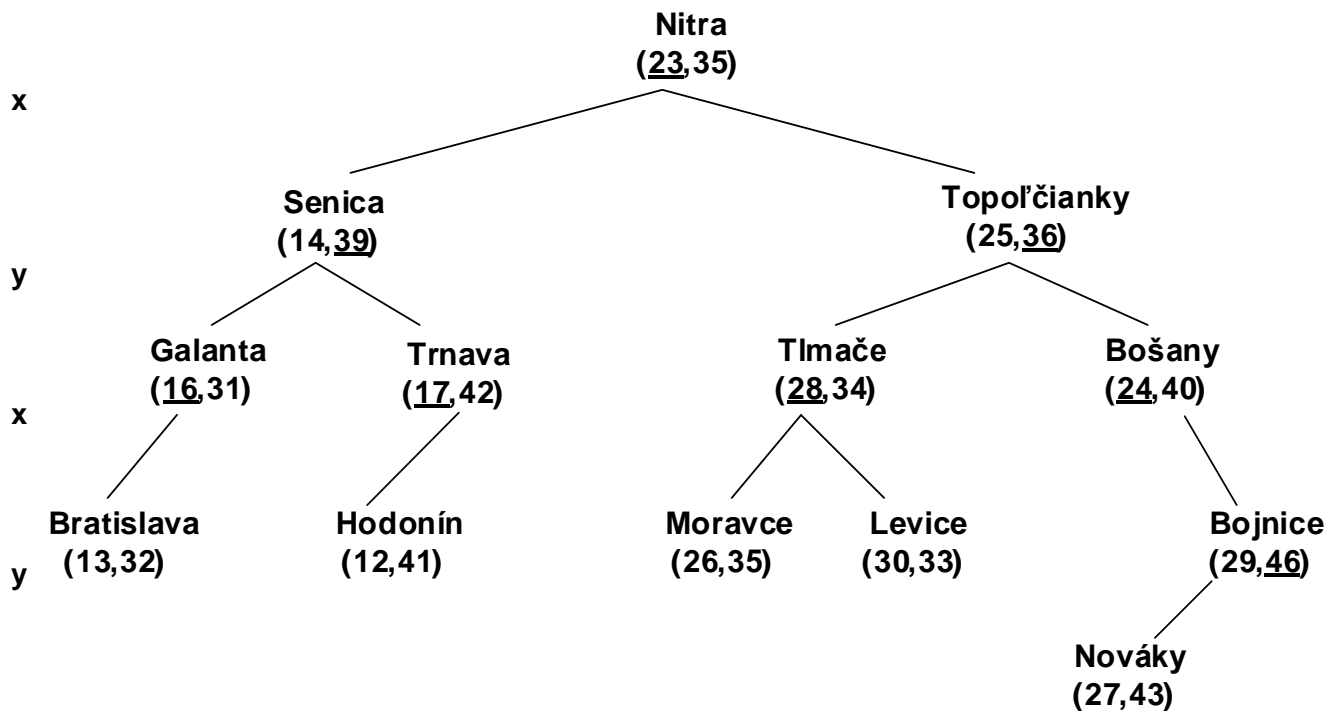 Nitra
(23,35)
x
Senica
(14,39)
Topoľčianky
(25,36)
y
Galanta
(16,31)
Trnava
(17,42)
Tlmače
(28,34)
Bošany
(24,40)
x
Bratislava
(13,32)
Hodonín
(12,41)
Moravce
(26,35)
Levice
(30,33)
Bojnice
(29,46)
y
Nováky
(27,43)